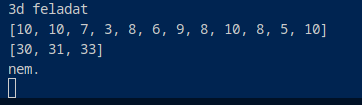 3d feladat
[10, 10, 7, 3, 8, 6, 9, 8, 10, 8, 5, 10]
[30, 31, 33]
nem.